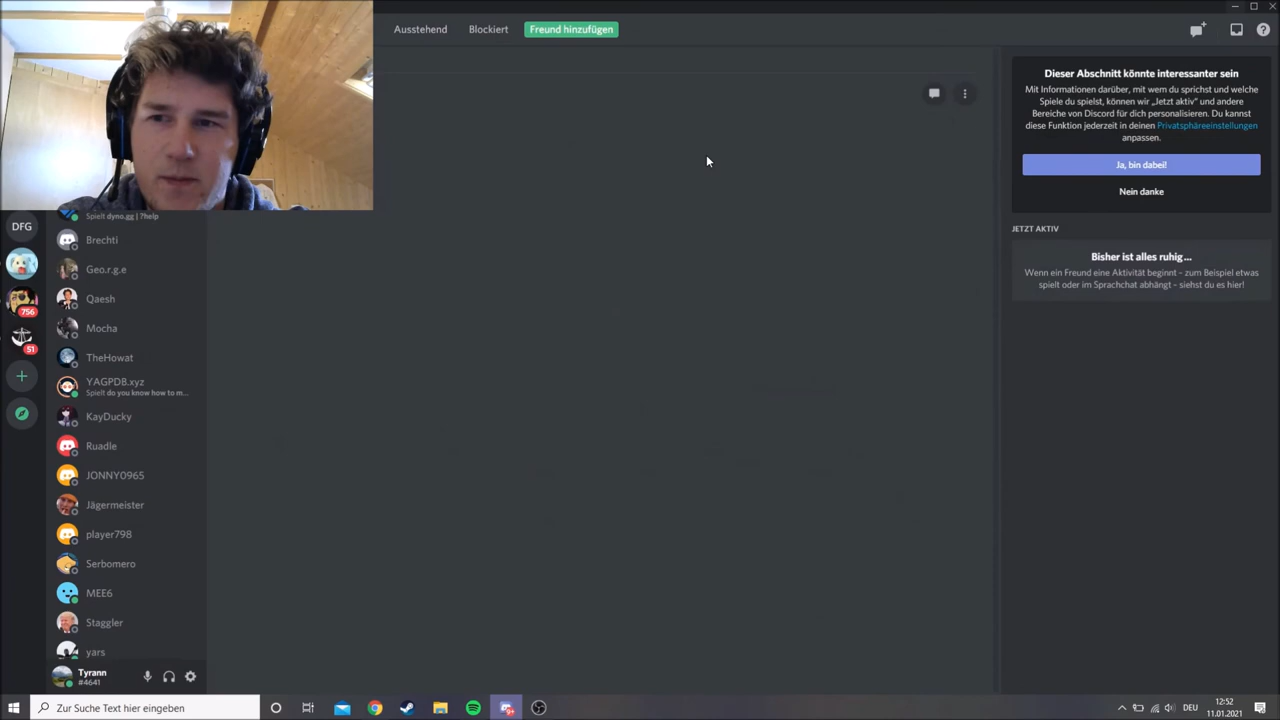 Ausstehend
Blockiert
Freund hinzufügen
Dieser Abschnitt könnte interessanter sein
Mit Informationen darüber, mit wem du sprichst und welche
Spiele du spielst, können wir „Jetzt aktiv“ und andere
Bereiche von Discord für dich personalisieren. Du kannst
diese Funktion jederzeit in deinen Privatsphäreeinstellungen
anpassen.
Ja, bin dabei!
Nein danke
JETZT AKTIV
Bisher ist alles ruhig...
Wenn ein Freund eine Aktivität beginnt – zum Beispiel etwas
spielt oder im Sprachchat abhängt – siehst du es hier!
DFG
756
51
Spielt dyno.gg | ?help
Brechti
Geo.r.g.e
Qaesh
Mocha
TheHowat
YAGPDB.xyz
Spielt do you know how to m...
KayDucky
Ruadle
JONNY0965
Jägermeister
player798
Serbomero
MEE6
Staggler
yars
Tyrann
#4641
Zur Suche Text hier eingeben
DEU
12:52
11.01.2021